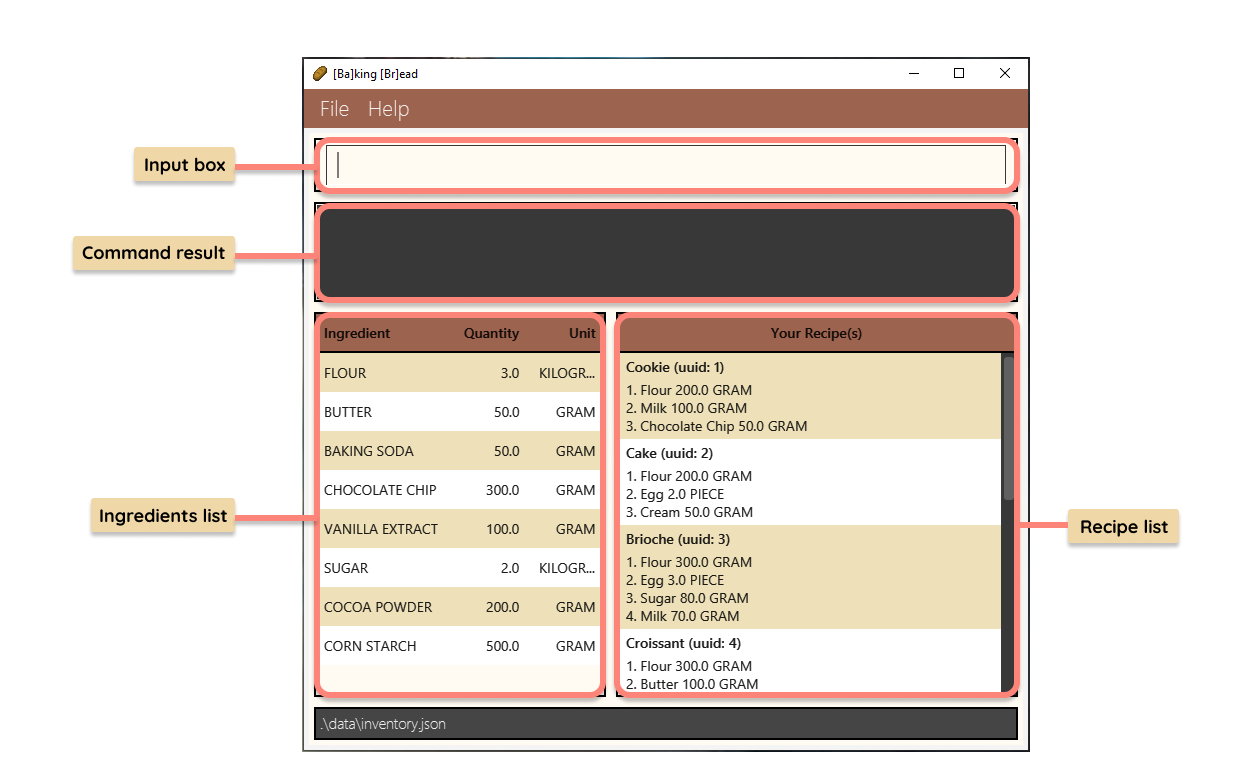 [Ba]king [Br]ead
File Help
Input box
Command result
Ingredient Quantity Unit
FLOUR 3.0 KILOGR...
BUTTER 50.0 GRAM
BAKING SODA 50.0 GRAM
CHOCOLATE CHIP 300.0 GRAM
VANILLA EXTRACT 100.0 GRAM
SUGAR 2.0 KILOGR...
COCOA POWDER 200.0 GRAM
CORN STARCH 500.0 GRAM
Ingredients list
Your Recipe(s)
Cookie (uuid: 1)
1. Flour 200.0 GRAM
2. Milk 100.0 GRAM
3. Chocolate Chip 50.0 GRAM
Cake (uuid: 2)
1. Flour 200.0 GRAM
2. Egg 2.0 PIECE
3. Cream 50.0 GRAM
Brioche (uuid: 3)
1. Flour 300.0 GRAM
2. Egg 3.0 PIECE
3. Sugar 80.0 GRAM
4. Milk 70.0 GRAM
Croissant (uuid: 4)
1. Flour 300.0 GRAM
2. Butter 100.0 GRAM
Recipe list
.\data\inventory.json